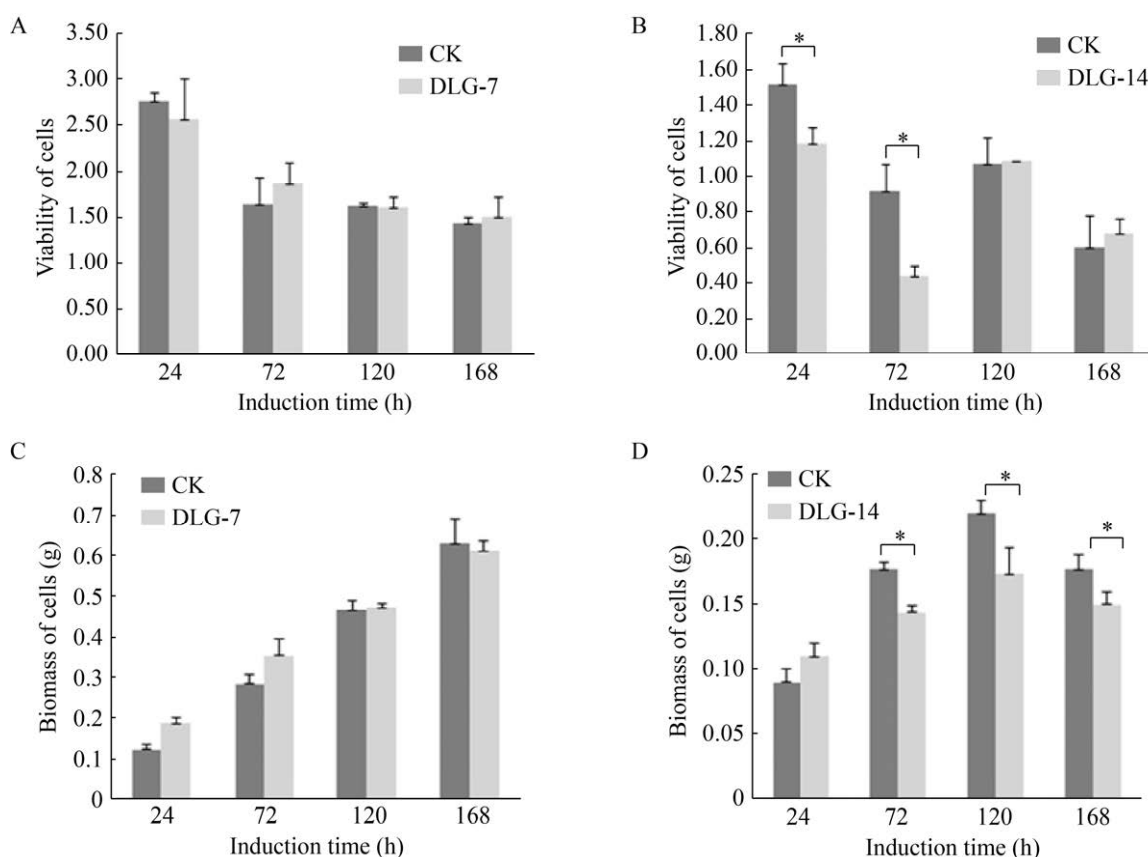 A
3.50
3.00
2.50
2.00
1.50
1.00
0.50
0.00
Viability of cells
CK
DLG-7
24 72 120 168
Induction time (h)
B
1.80
1.60
1.40
1.20
1.00
0.80
0.60
0.40
0.20
0.00
Viability of cells
CK
DLG-14
*
*
24 72 120 168
Induction time (h)
C
0.8
0.7
0.6
0.5
0.4
0.3
0.2
0.1
0
Biomass of cells (g)
CK
DLG-7
24 72 120 168
Induction time (h)
D
0.25
0.20
0.15
0.10
0.05
0
Biomass of cells (g)
CK
DLG-14
*
*
*
24 72 120 168
Induction time (h)